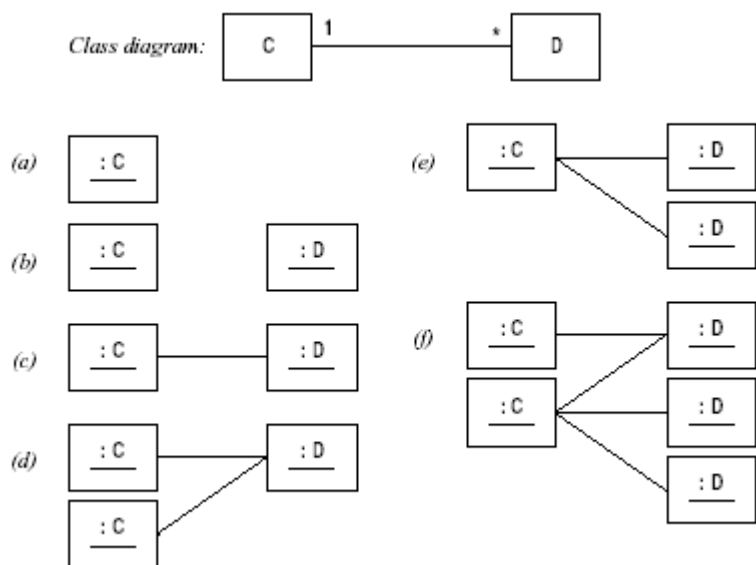 Class diagram: C 1 * D
(a) :C
(b) :C :D
(c) :C :D
(d) :C :D
:C
(e) :C :D
:D
(f) :C :D
:C :D
:D